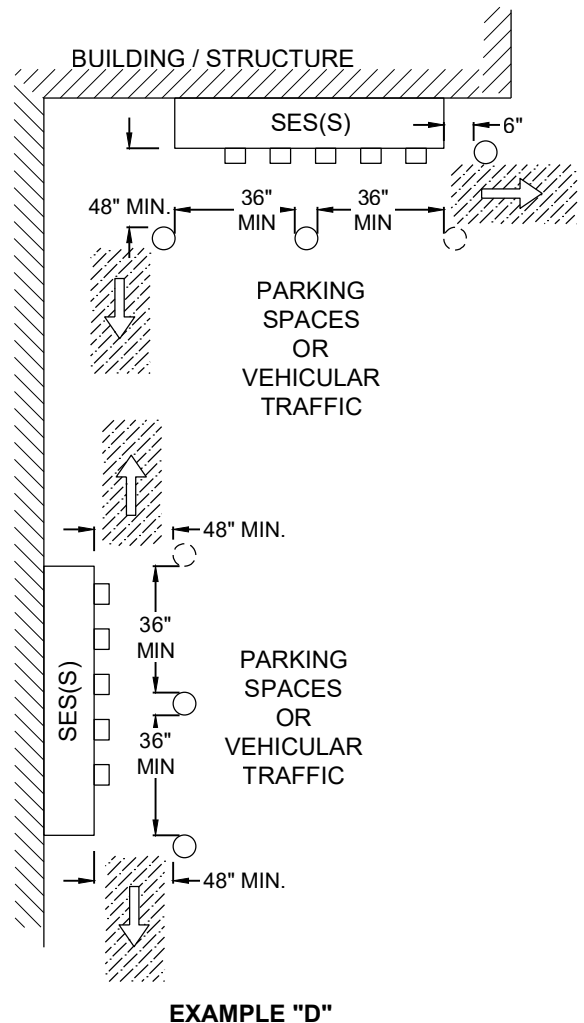 BUILDING / STRUCTURE
SES(S)
6"
48" MIN.
36"
MIN
36"
MIN
PARKING
SPACES
OR
VEHICULAR
TRAFFIC
48" MIN.
SES(S)
36"
MIN
36"
MIN
PARKING
SPACES
OR
VEHICULAR
TRAFFIC
48" MIN.
EXAMPLE "D"